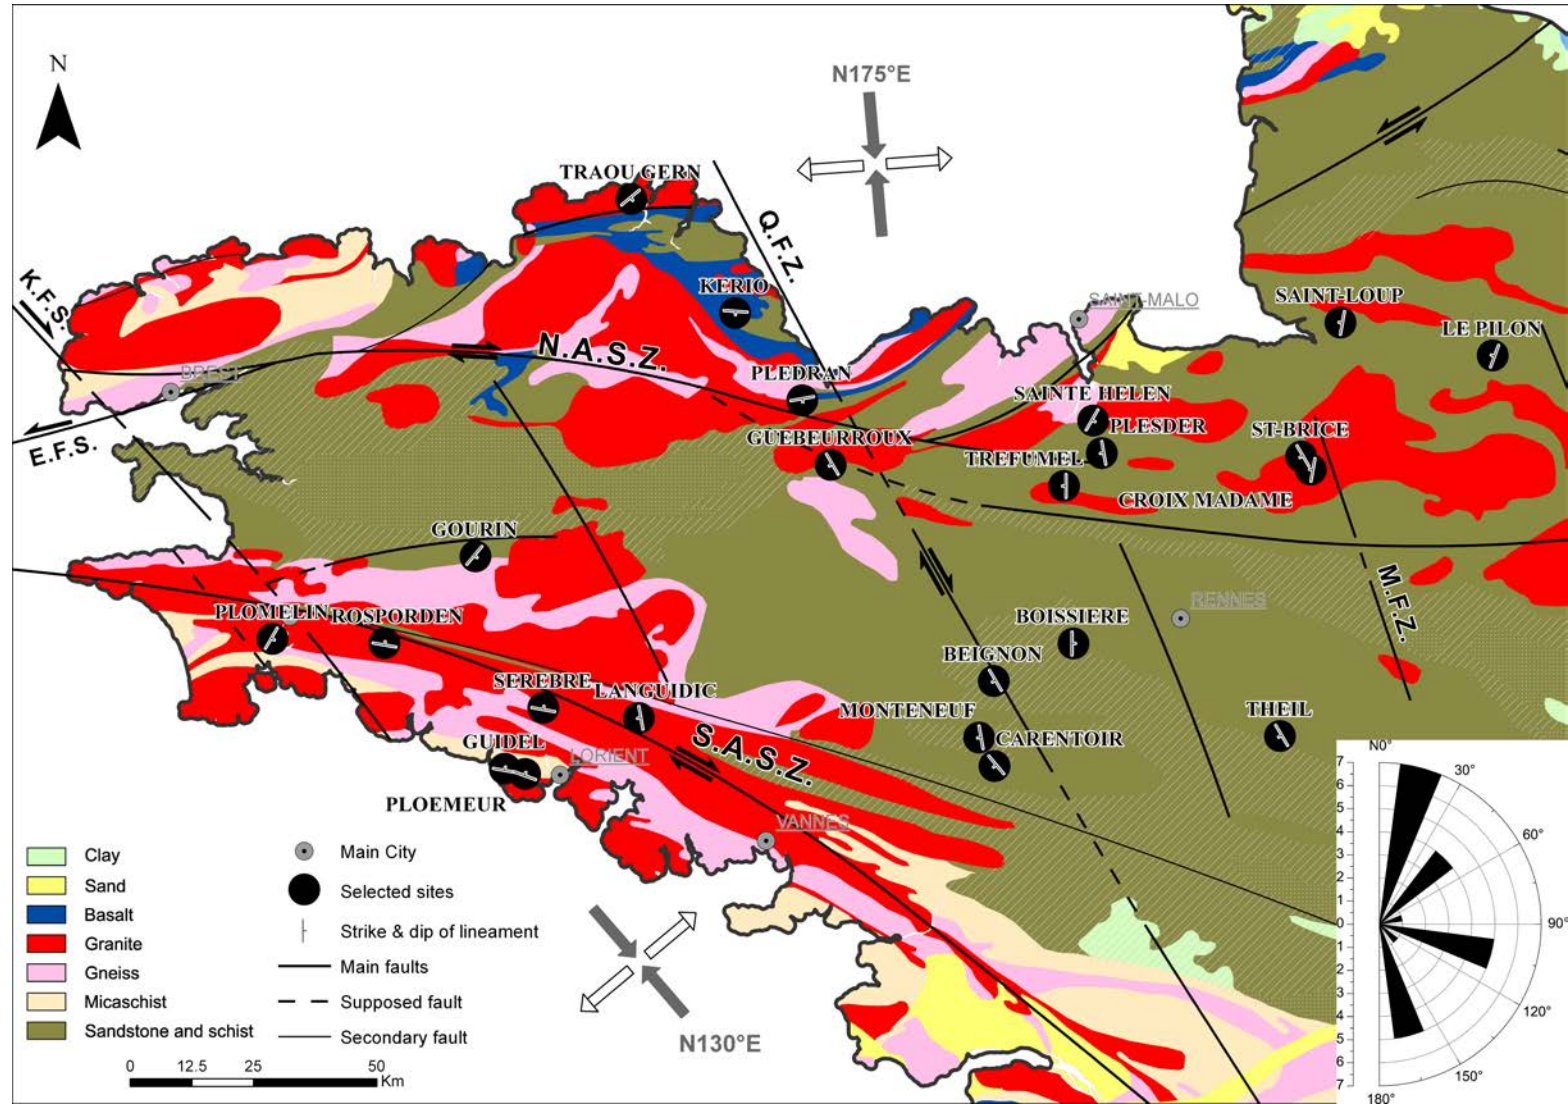 N
N175°E
TRAOU GERN
Q.F.Z.
K.F.S.
KERIO
SAINT-MALO
SAINT-LOUP
LE PILON
N.A.S.Z.
BREST
PLEDRAN
SAINTE HELEN
E.F.S.
GUEBEURROUX
PLESDER
ST-BRICE
TREFUMEL
CROIX MADAME
GOURIN
M.F.Z.
PLOMELIN
ROSPORDEN
RENNES
BOISSIERE
BEIGNON
SEREBRE
LANGUIDIC
MONTENEUF
THEIL
CARENTOIR
S.A.S.Z.
GUIDEL
LORIENT
PLOEMEUR
VANNES
N130°E
Clay
Sand
Basalt
Granite
Gneiss
Micaschist
Sandstone and schist
Main City
Selected sites
Strike & dip of lineament
Main faults
Supposed fault
Secondary fault
0 12.5 25 50
Km
N0°
30°
60°
90°
120°
150°
180°
7
6
5
4
3
2
1
0
1
2
3
4
5
6
7